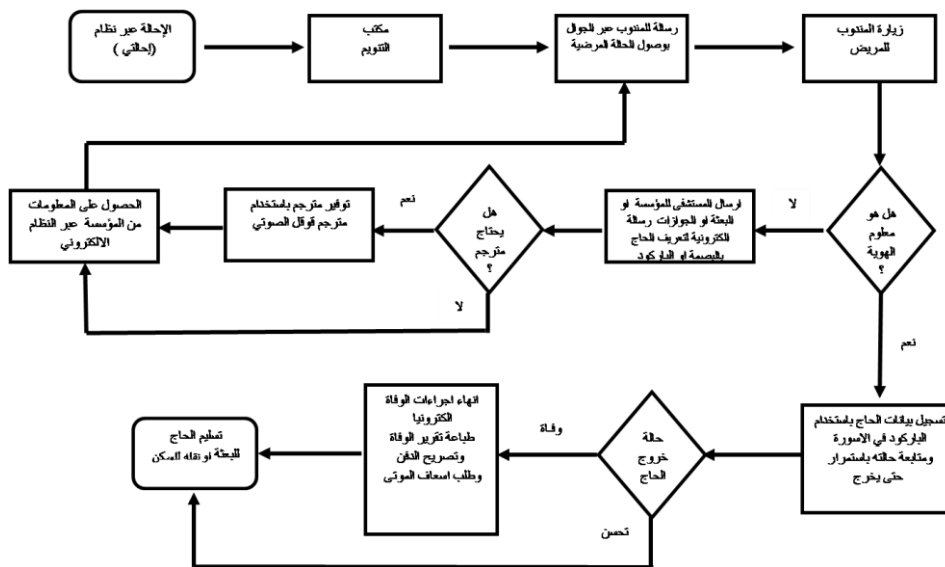 الإحالة عبر نظام
(إحالتي )
مكتب
التنويم
رسالة للمندوب عبر الجوال
بوصول الحالة المرضية
زيارة المندوب
للمريض
هل هو
معلوم
الهوية
؟
لا
ارسال المستشفى للمؤسسة او
البعثة او الجوازات رسالة
الكترونية لتعريف الحاج
بالبصمة او الباركود
هل
يحتاج
مترجم
؟
نعم
توفير مترجم باستخدام
مترجم قوقل الصوتي
الحصول على المعلومات
من المؤسسة عبر النظام
الالكتروني
لا
نعم
تسجيل بيانات الحاج باستخدام
الباركود في الاسورة
ومتابعة حالته باستمرار
حتى يخرج
حالة
خروج
الحاج
وفاة
انهاء اجراءات الوفاة
الكترونيا
طباعة تقرير الوفاة
وتصريح الدفن
وطلب اسعاف الموتى
تحسن
تسليم الحاج
للبعثة او نقله للسكن